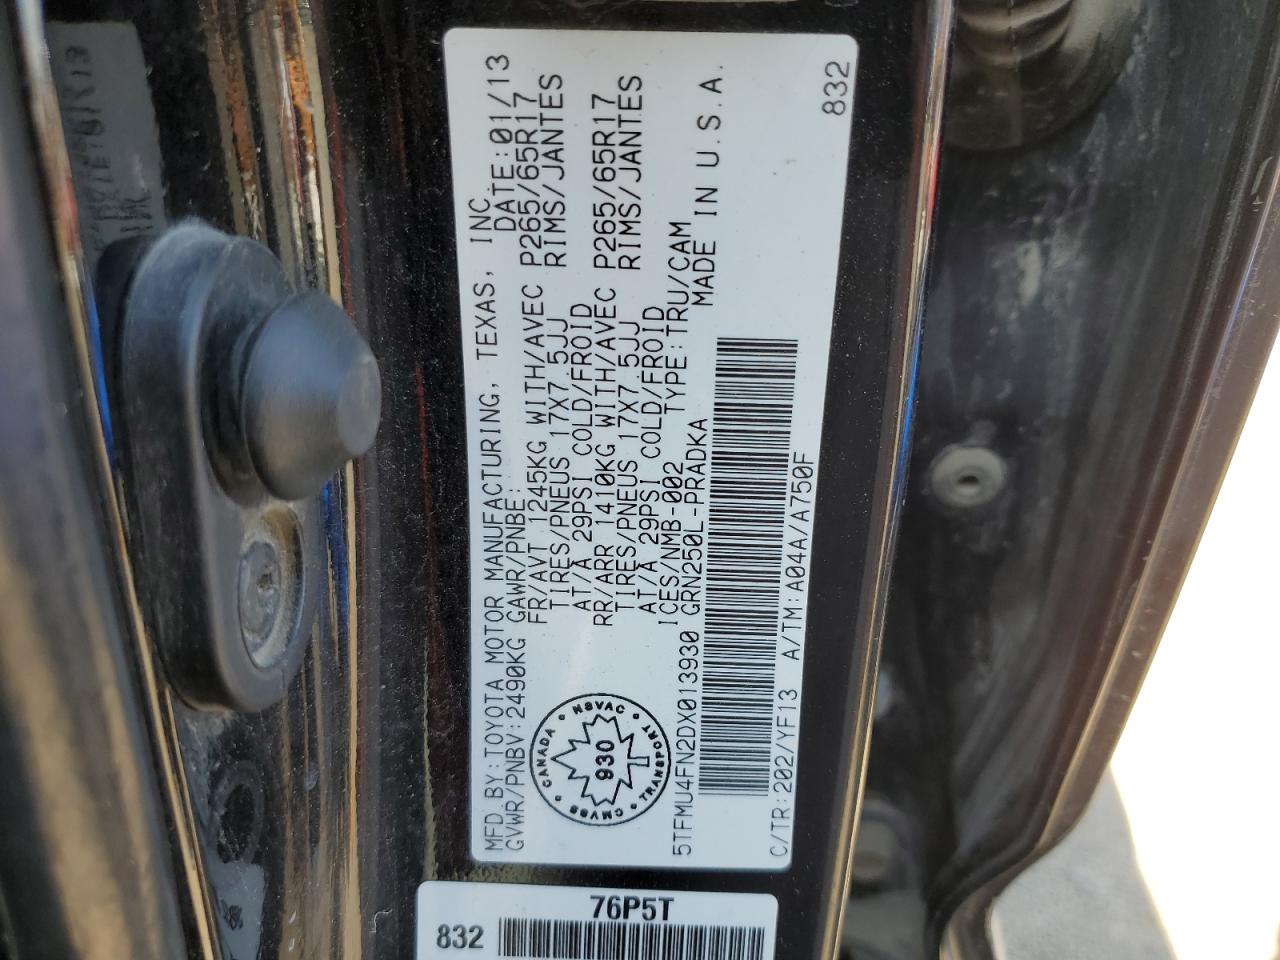 MFD. BY: TOYOTA MOTOR MANUFACTURING, TEXAS, INC
GVWR/PNBV: 2490KG GAWR/PNBE: DATE: 01/13
FR/AVT 1245KG WITH/AVEC P265/65R17
TIRES/PNEUS 17X7 5JJ RIMS/JANTES
AT/A 29PSI COLD/FROID
RR/ARR 1410KG WITH/AVEC P265/65R17
TIRES/PNEUS 17X7 5JJ RIMS/JANTES
AT/A 29PSI COLD/FROID
ICES/NMB-002 TYPE: TRU/CAM
5TFMU4FN2DX013930 GRN250L-PRADKA MADE IN U.S.A.
C/TR: 202/YF13 A/TM: A04A/A750F
832
CANADA • NSVAC • TRANSPORT • CMVSS
930
76P5T
832